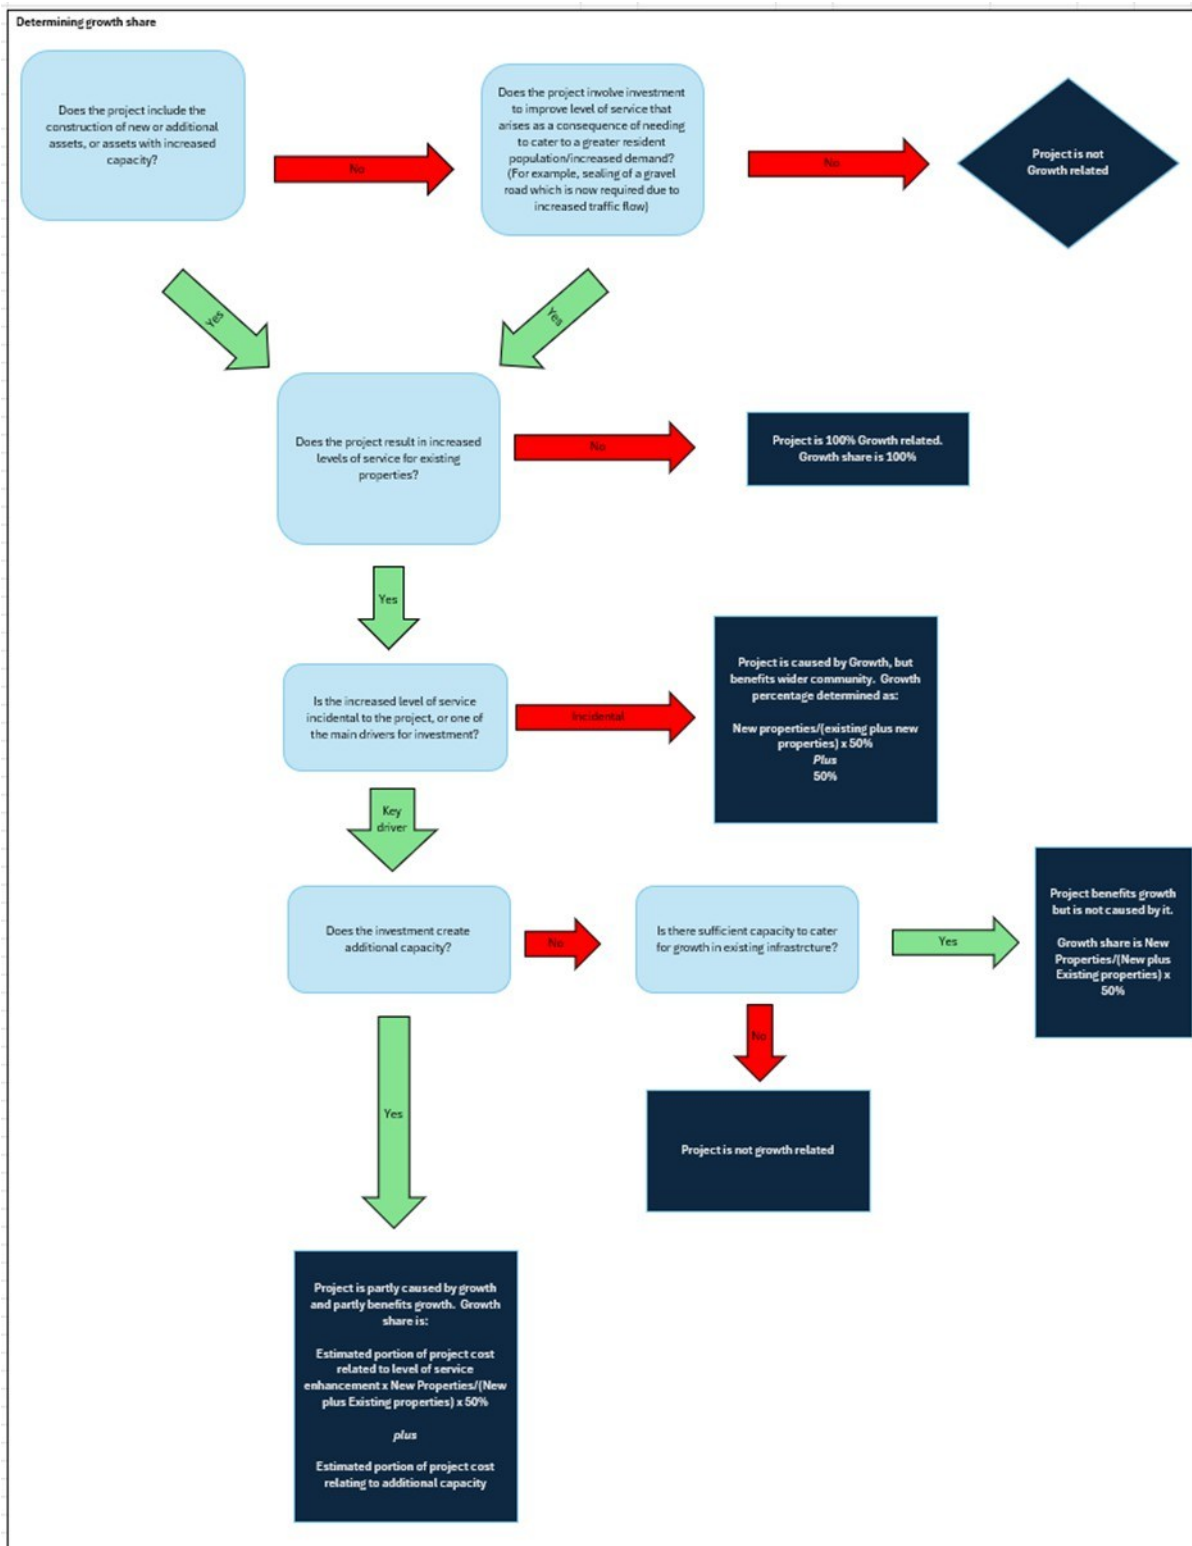 Determining growth share
Does the project include the
construction of new or additional
assets, or assets with increased
capacity?
No
Does the project involve investment
to improve level of service that
arises as a consequence of needing
to cater to a greater resident
population/increased demand?
(For example, sealing of a gravel
road which is now required due to
increased traffic flow)
No
Project is not
Growth related
Yes
Yes
Does the project result in increased
levels of service for existing
properties?
No
Project is 100% Growth related.
Growth share is 100%
Yes
Is the increased level of service
incidental to the project, or one of
the main drivers for investment?
Incidental
Project is caused by Growth, but
benefits wider community. Growth
percentage determined as:
New properties/(existing plus new
properties) x 50%
Plus
50%
Key
driver
Does the investment create
additional capacity?
No
Is there sufficient capacity to cater
for growth in existing infrastrcture?
Yes
Project benefits growth
but is not caused by it.
Growth share is New
Properties/(New plus
Existing properties) x
50%
No
Project is not growth related
Yes
Project is partly caused by growth
and partly benefits growth. Growth
share is:
Estimated portion of project cost
related to level of service
enhancement x New Properties/(New
plus Existing properties) x 50%
plus
Estimated portion of project cost
relating to additional capacity